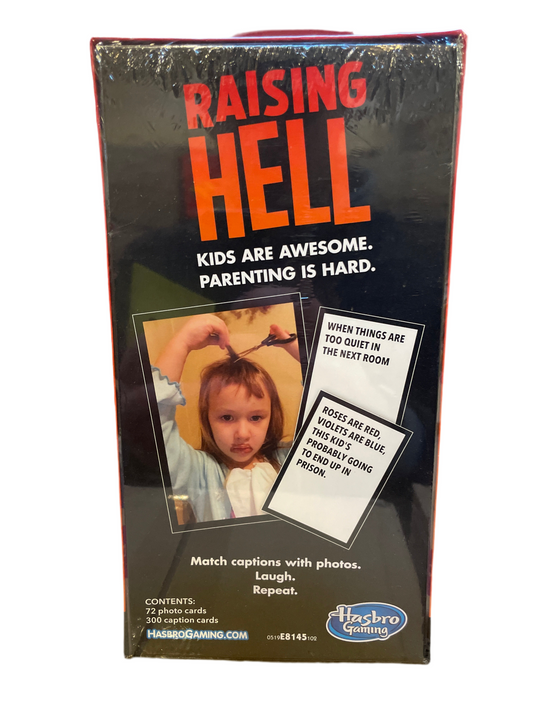 RAISING
HELL
KIDS ARE AWESOME.
PARENTING IS HARD.
WHEN THINGS ARE
TOO QUIET IN
THE NEXT ROOM
ROSES ARE RED,
VIOLETS ARE BLUE,
THIS KID'S
PROBABLY GOING
TO END UP IN
PRISON.
Match captions with photos.
Laugh.
Repeat.
CONTENTS:
72 photo cards
300 caption cards
HASBROGAMING.COM
0519E8145102
Hasbro
Gaming